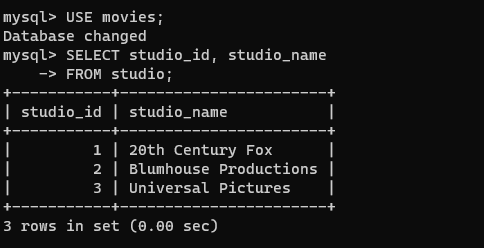 mysql> USE movies;
Database changed
mysql> SELECT studio_id, studio_name
    -> FROM studio;
+-----------+-----------------------+
| studio_id | studio_name           |
+-----------+-----------------------+
|         1 | 20th Century Fox      |
|         2 | Blumhouse Productions |
|         3 | Universal Pictures    |
+-----------+-----------------------+
3 rows in set (0.00 sec)